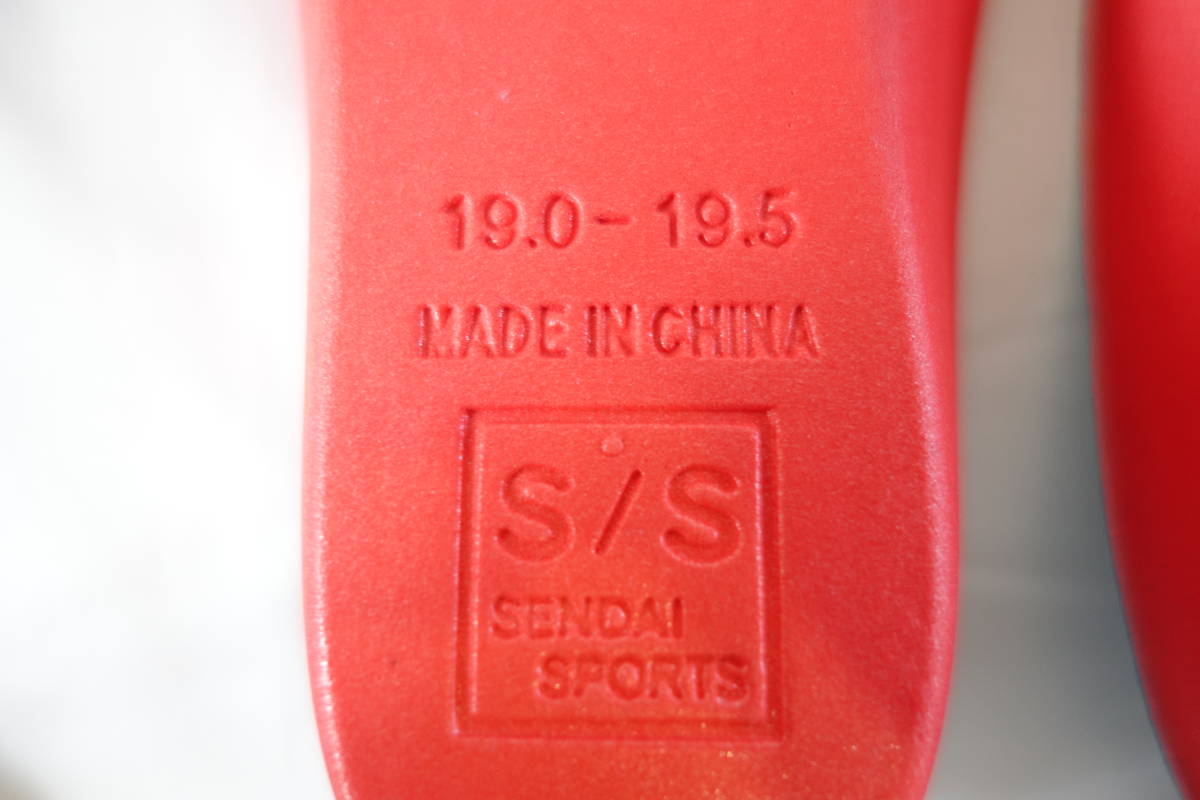 19.0-19.5
MADE IN CHINA
S/S
SENDAI
SPORTS